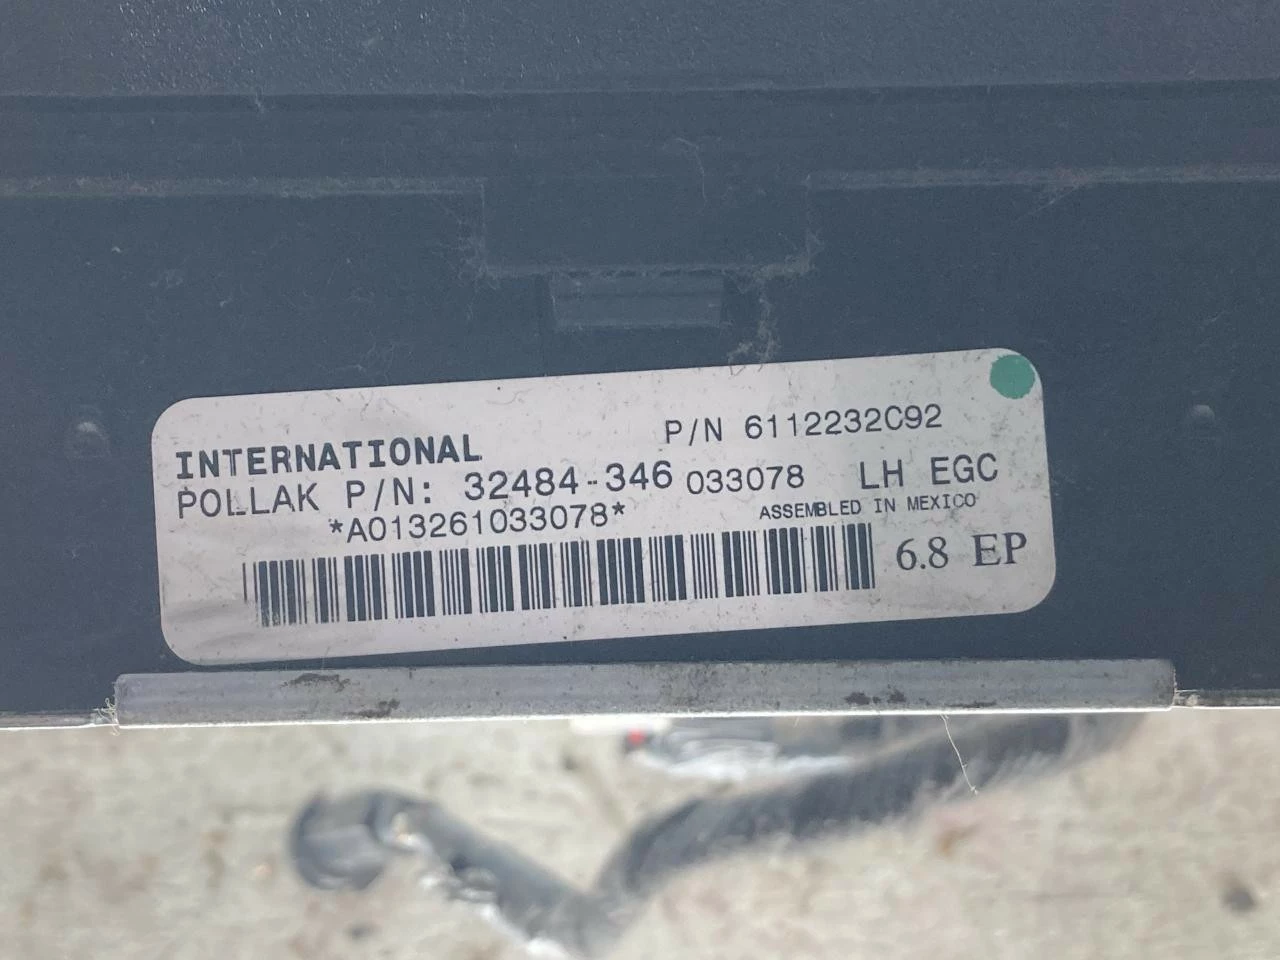 P/N 6112232C92
INTERNATIONAL
POLLAK P/N: 32484-346 033078 LH EGC
*A013261033078* ASSEMBLED IN MEXICO
6.8 EP